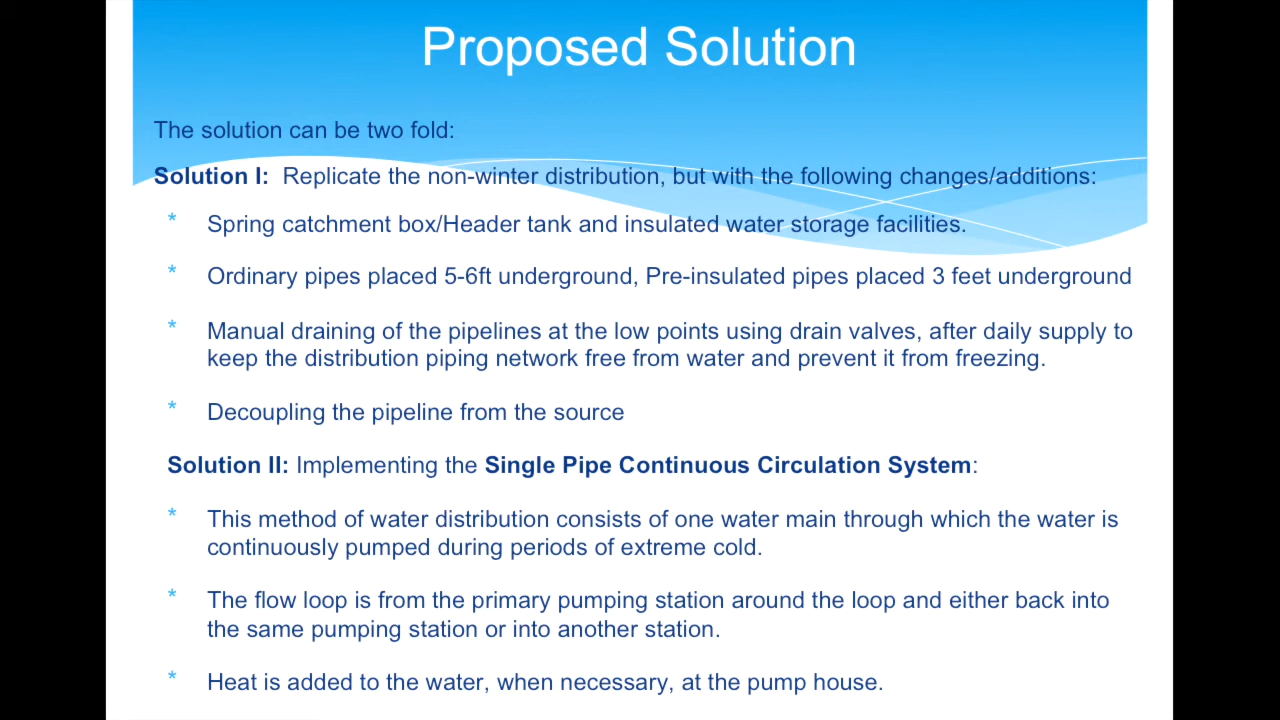 Proposed Solution
The solution can be two fold:
Solution I: Replicate the non-winter distribution, but with the following changes/additions:
* Spring catchment box/Header tank and insulated water storage facilities.
* Ordinary pipes placed 5-6ft underground, Pre-insulated pipes placed 3 feet underground
* Manual draining of the pipelines at the low points using drain valves, after daily supply to
keep the distribution piping network free from water and prevent it from freezing.
* Decoupling the pipeline from the source
Solution II: Implementing the Single Pipe Continuous Circulation System:
* This method of water distribution consists of one water main through which the water is
continuously pumped during periods of extreme cold.
* The flow loop is from the primary pumping station around the loop and either back into
the same pumping station or into another station.
* Heat is added to the water, when necessary, at the pump house.